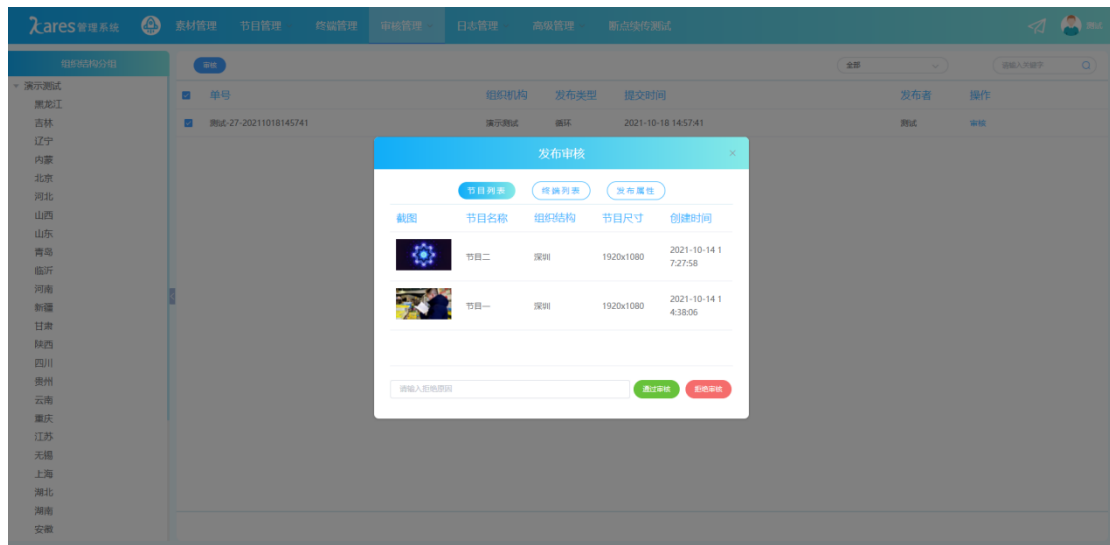 λares管理系统 素材管理 节目管理 终端管理 审核管理 日志管理 高级管理 断点续传测试 测试
组织结构分组
审核 全部 请输入关键字
演示测试
单号 组织机构 发布类型 提交时间 发布者 操作
黑龙江
吉林
测试-27-20211018145741 演示测试 循环 2021-10-18 14:57:41 测试 审核
辽宁
内蒙
北京
河北
山西
山东
青岛
临沂
河南
新疆
甘肃
陕西
四川
贵州
云南
重庆
江苏
无锡
上海
湖北
湖南
安徽
发布审核 ×
节目列表 终端列表 发布属性
截图 节目名称 组织结构 节目尺寸 创建时间
节目二 深圳 1920x1080 2021-10-14 1
7:27:58
节目一 深圳 1920x1080 2021-10-14 1
4:38:06
请输入拒绝原因 通过审核 拒绝审核